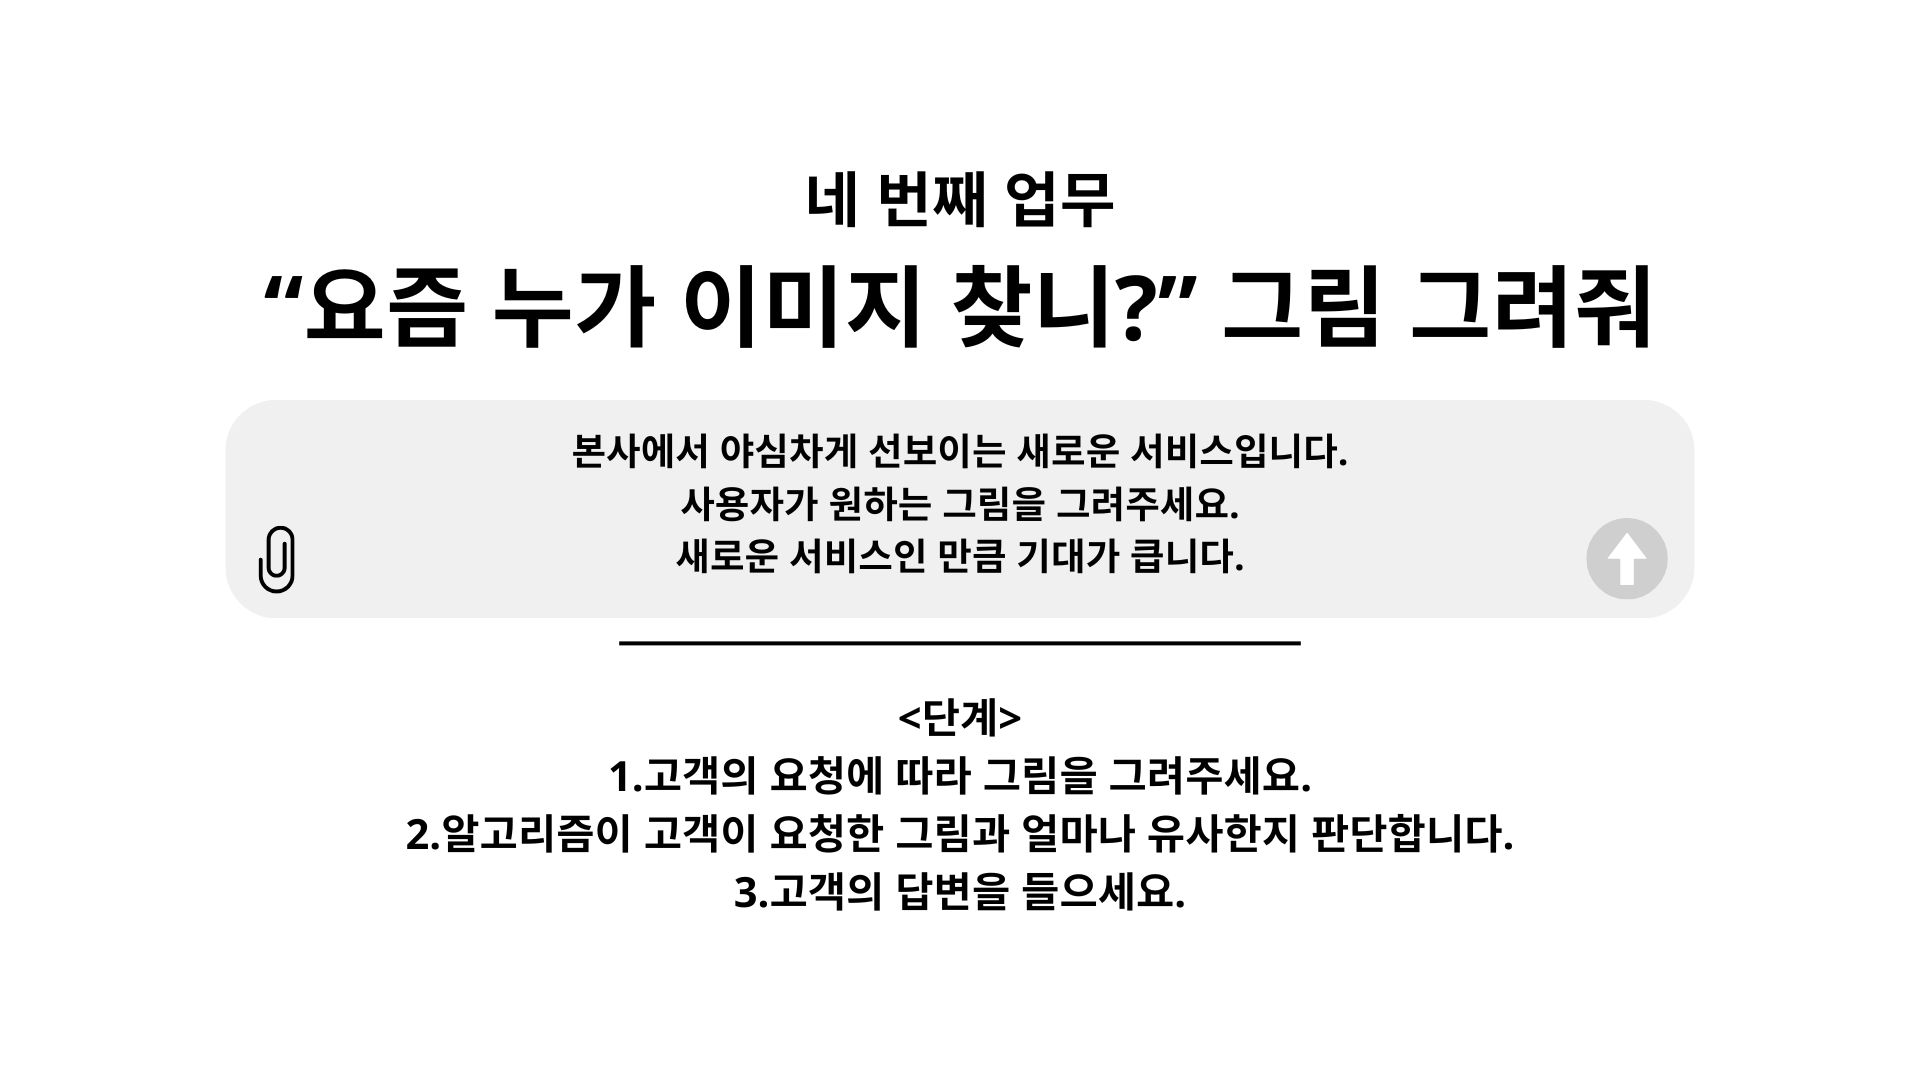 네 번째 업무
“요즘 누가 이미지 찾니?” 그림 그려줘
본사에서 야심차게 선보이는 새로운 서비스입니다.
사용자가 원하는 그림을 그려주세요.
새로운 서비스인 만큼 기대가 큽니다.
<단계>
1.고객의 요청에 따라 그림을 그려주세요.
2.알고리즘이 고객이 요청한 그림과 얼마나 유사한지 판단합니다.
3.고객의 답변을 들으세요.